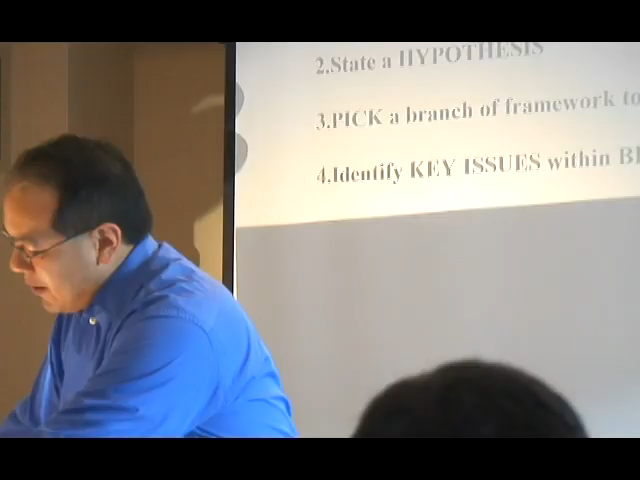 2.State a HYPOTHESIS
3.PICK a branch of framework to
4.Identify KEY ISSUES within